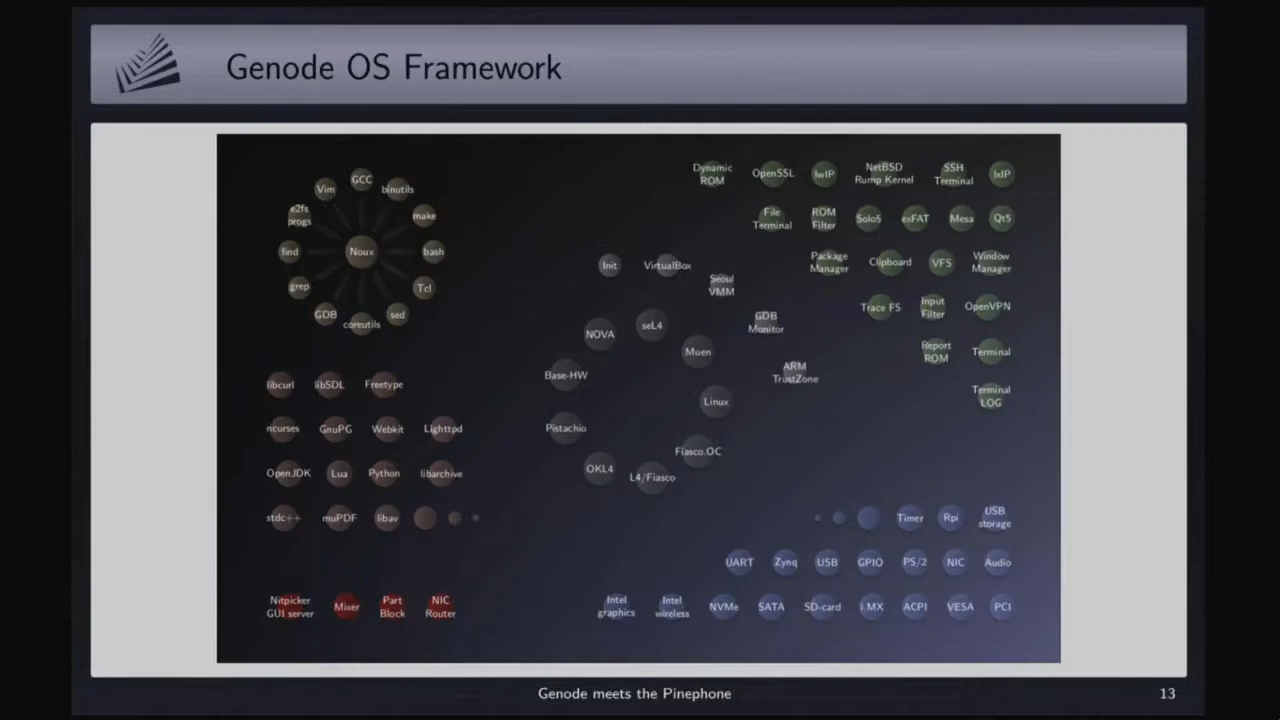 Genode OS Framework
GCC
Vim
binutils
e2fs
progs
make
find
Noux
bash
grep
Tcl
GDB
sed
coreutils
Dynamic
ROM
OpenSSL
lwIP
NetBSD
Rump Kernel
SSH
Terminal
lxIP
File
Terminal
ROM
Filter
Solo5
exFAT
Mesa
Qt5
Package
Manager
Clipboard
VFS
Window
Manager
Trace FS
Input
Filter
OpenVPN
Report
ROM
Terminal
Terminal
LOG
Init
VirtualBox
Seoul
VMM
GDB
Monitor
ARM
TrustZone
NOVA
seL4
Muen
Base-HW
Linux
Pistachio
Fiasco.OC
OKL4
L4/Fiasco
libcurl
libSDL
Freetype
ncurses
GnuPG
Webkit
Lighttpd
OpenJDK
Lua
Python
libarchive
stdc++
muPDF
libav
Timer
Rpi
USB
storage
UART
Zynq
USB
GPIO
PS/2
NIC
Audio
Nitpicker
GUI server
Mixer
Part
Block
NIC
Router
Intel
graphics
Intel
wireless
NVMe
SATA
SD-card
i.MX
ACPI
VESA
PCI
Genode meets the Pinephone
13